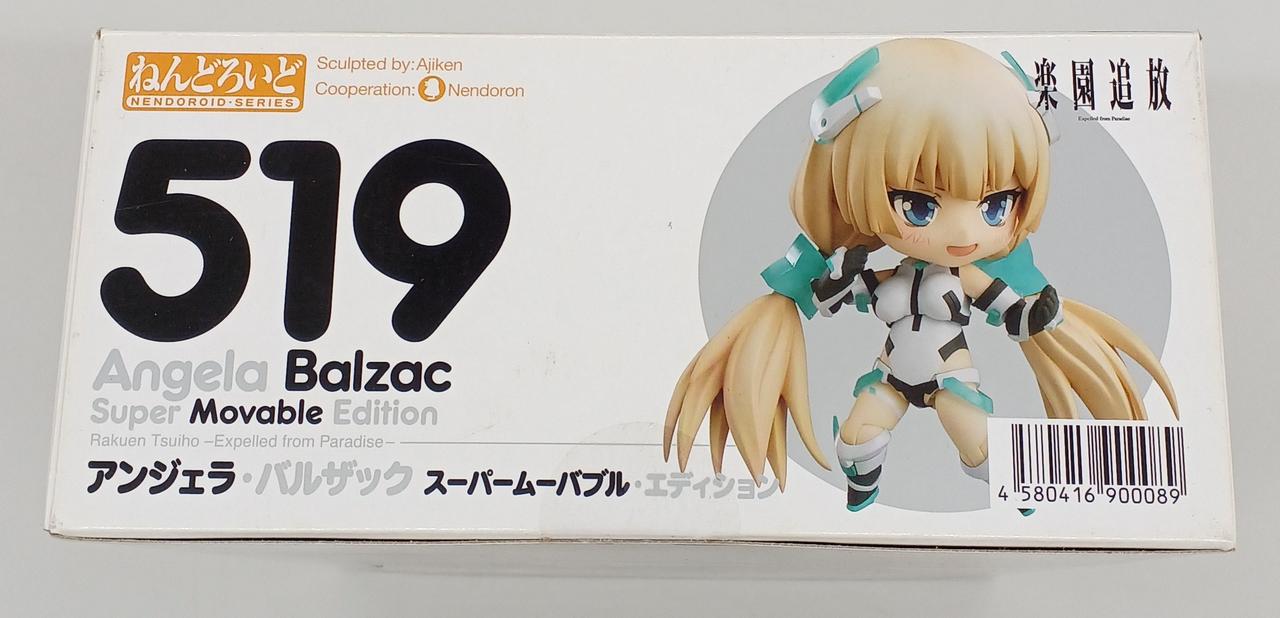 ねんどろいど
NENDOROID·SERIES
Sculpted by:Ajiken
Cooperation: Nendoron
楽園追放
Expelled from Paradise
519
Angela Balzac
Super Movable Edition
Rakuen Tsuiho –Expelled from Paradise–
アンジェラ・バルザック スーパームーバブル・エディション
4 580416 900089